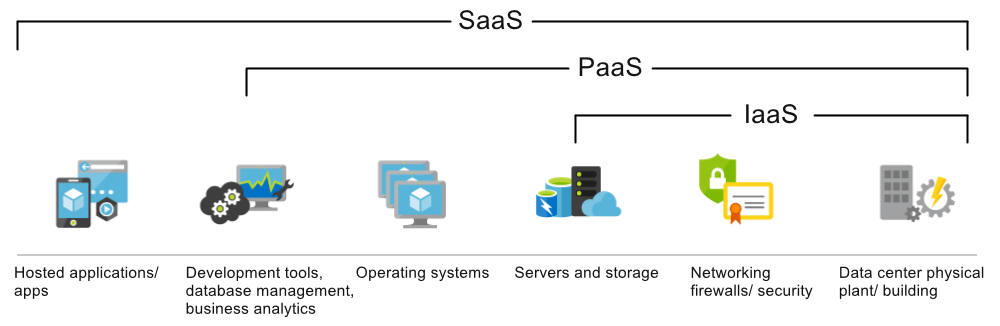 SaaS
PaaS
IaaS
Hosted applications/
apps
Development tools,
database management,
business analytics
Operating systems
Servers and storage
Networking
firewalls/ security
Data center physical
plant/ building